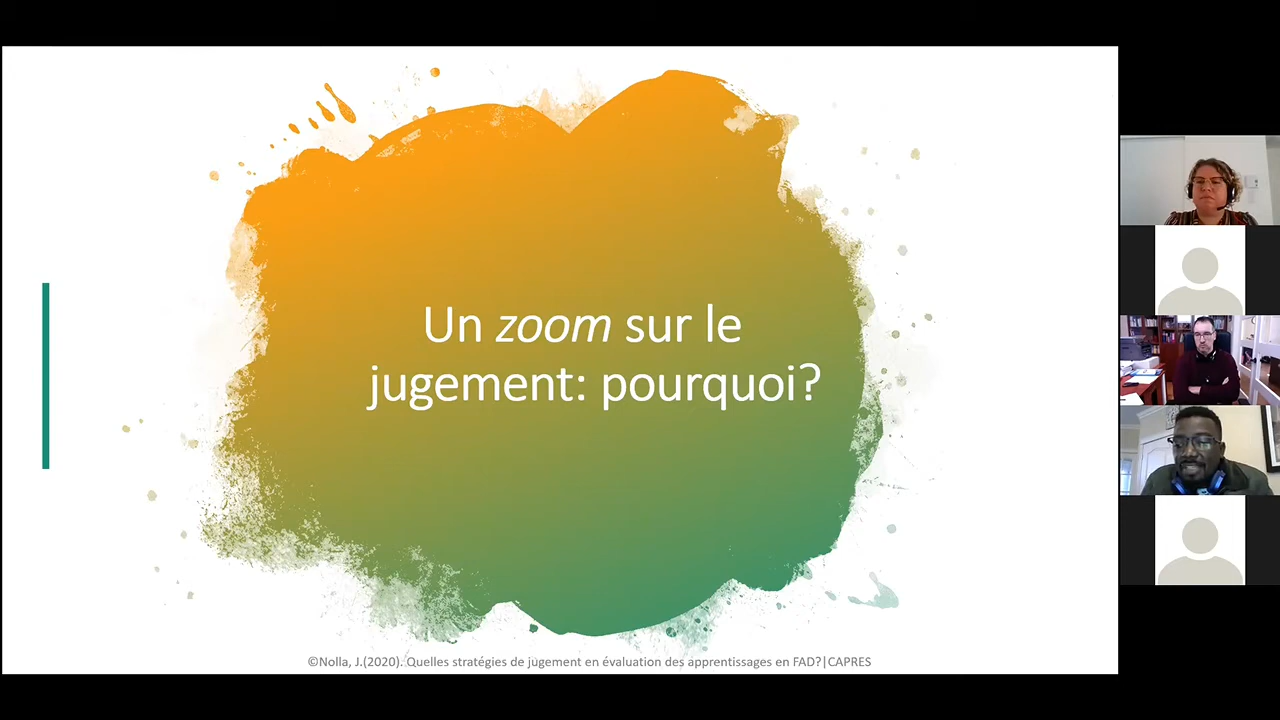 Un zoom sur le
jugement: pourquoi?
©Nolla, J.(2020). Quelles stratégies de jugement en évaluation des apprentissages en FAD?|CAPRES